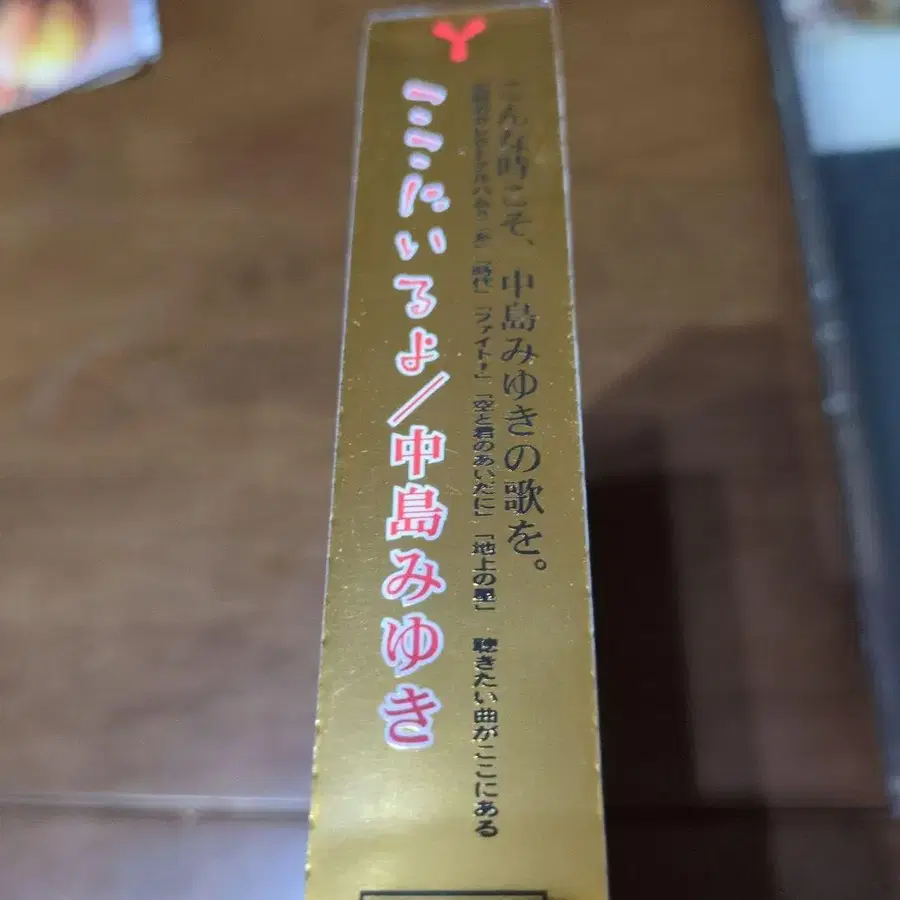 Y
こんな時こそ、中島みゆきの歌を。
「糸」「時代」「ファイト!」「空と君のあいだに」「地上の星」 聴きたい曲がここにある
ここにいるよ/中島みゆき